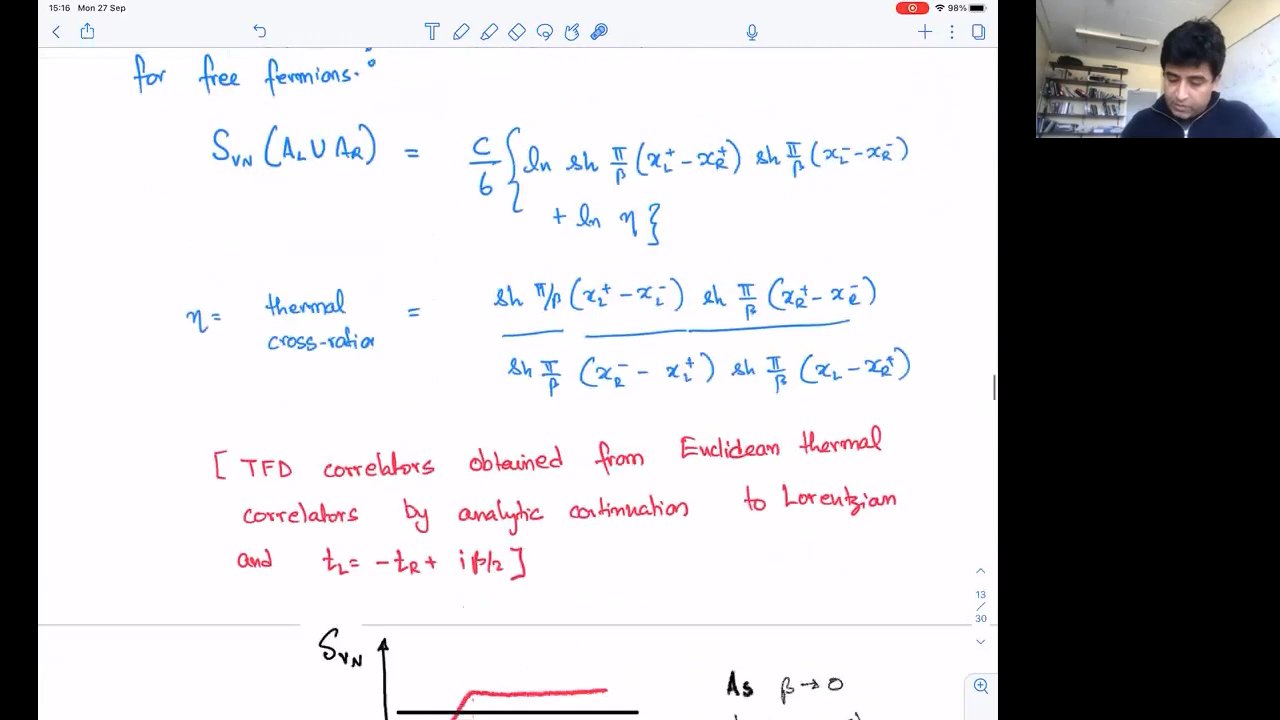 15:16 Mon 27 Sep
98%
for free fermions.:
S_VN (A_L ∪ A_R) = c/6 { ln sh π/β (x_L^+ − x_R^+) sh π/β (x_L^- − x_R^-)
+ ln η }
η = thermal cross-ratio = sh π/β (x_L^+ − x_L^-) sh π/β (x_R^+ − x_R^-)
sh π/β (x_R^- − x_L^+) sh π/β (x_L − x_R^+)
[ TFD correlators obtained from Euclidean thermal
correlators by analytic continuation to Lorentzian
and t_L = −t_R + iβ/2 ]
13
/
30
S_VN
As β → 0